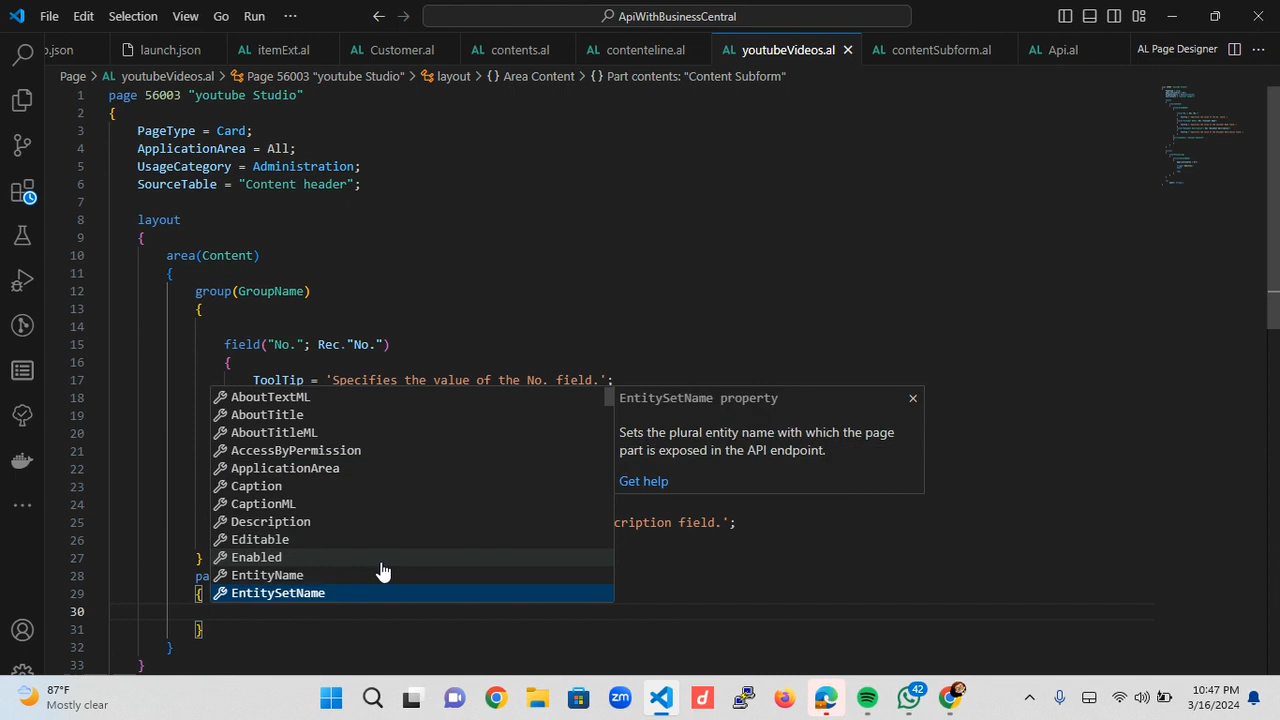 File Edit Selection View Go Run ... ApiWithBusinessCentral
.json launch.json itemExt.al Customer.al contents.al contenteline.al youtubeVideos.al contentSubform.al Api.al AL Page Designer
Page > AL youtubeVideos.al > Page 56003 "youtube Studio" > layout > {} Area Content > {} Part contents: "Content Subform"
1 page 56003 "youtube Studio"
2 {
3 PageType = Card;
4 ApplicationArea = All;
5 UsageCategory = Administration;
6 SourceTable = "Content header";
7
8 layout
9 {
10 area(Content)
11 {
12 group(GroupName)
13 {
14
15 field("No."; Rec."No.")
16 {
17 ToolTip = 'Specifies the value of the No. field.';
18 AboutTextML EntitySetName property
19 AboutTitle
20 AboutTitleML Sets the plural entity name with which the page
21 AccessByPermission part is exposed in the API endpoint.
22 ApplicationArea Get help
23 Caption
24 CaptionML
25 Description cription field.';
26 Editable
27 } Enabled
28 pa EntityName
29 { EntitySetName
30
31 }
32 }
33 }
87°F
Mostly clear
zm
d
42
10:47 PM
3/16/2024